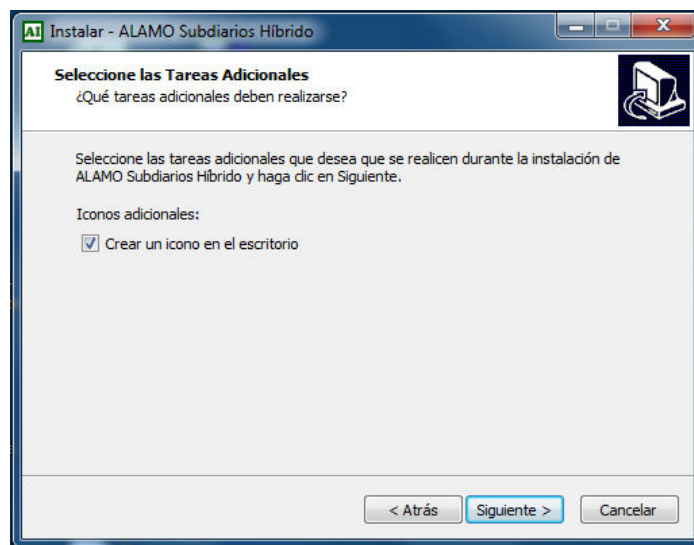 AI Instalar - ALAMO Subdiarios Híbrido
Seleccione las Tareas Adicionales
¿Qué tareas adicionales deben realizarse?
Seleccione las tareas adicionales que desea que se realicen durante la instalación de
ALAMO Subdiarios Híbrido y haga clic en Siguiente.
Iconos adicionales:
Crear un icono en el escritorio
< Atrás Siguiente > Cancelar